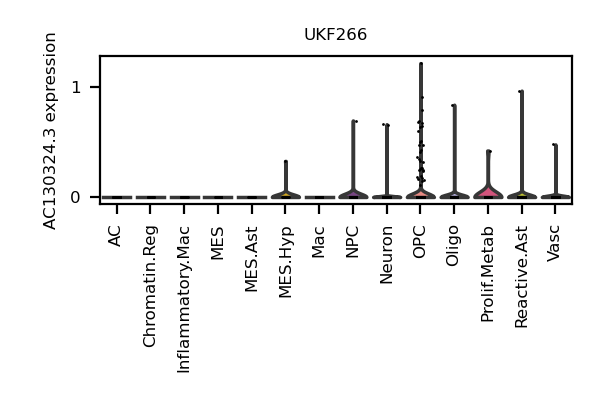 UKF266
AC130324.3 expression
1
0
AC
Chromatin.Reg
Inflammatory.Mac
MES
MES.Ast
MES.Hyp
Mac
NPC
Neuron
OPC
Oligo
Prolif.Metab
Reactive.Ast
Vasc